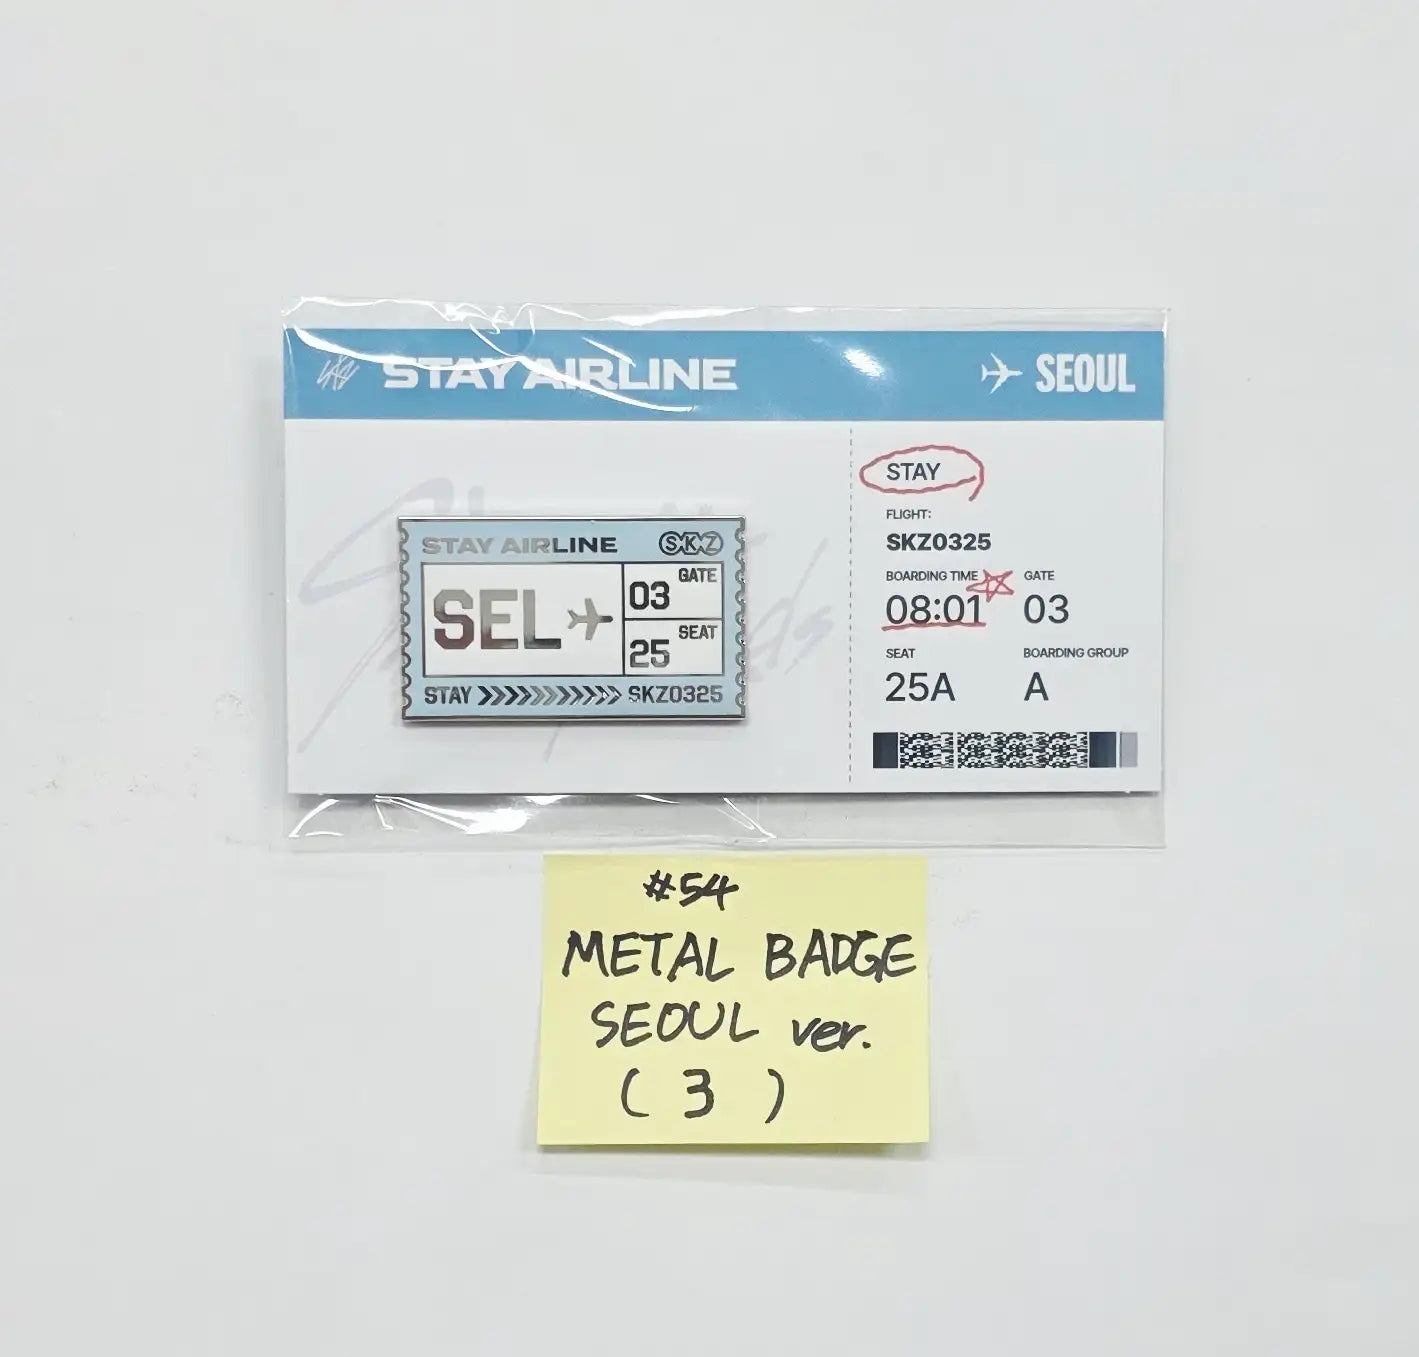 STAY AIRLINE
SEOUL
STAY
FLIGHT:
SKZ0325
BOARDING TIME
GATE
08:01
03
SEAT
BOARDING GROUP
25A
A
STAY AIRLINE
SKZ
SEL
GATE
03
SEAT
25
STAY
SKZ0325
#54
METAL BADGE
SEOUL ver.
( 3 )